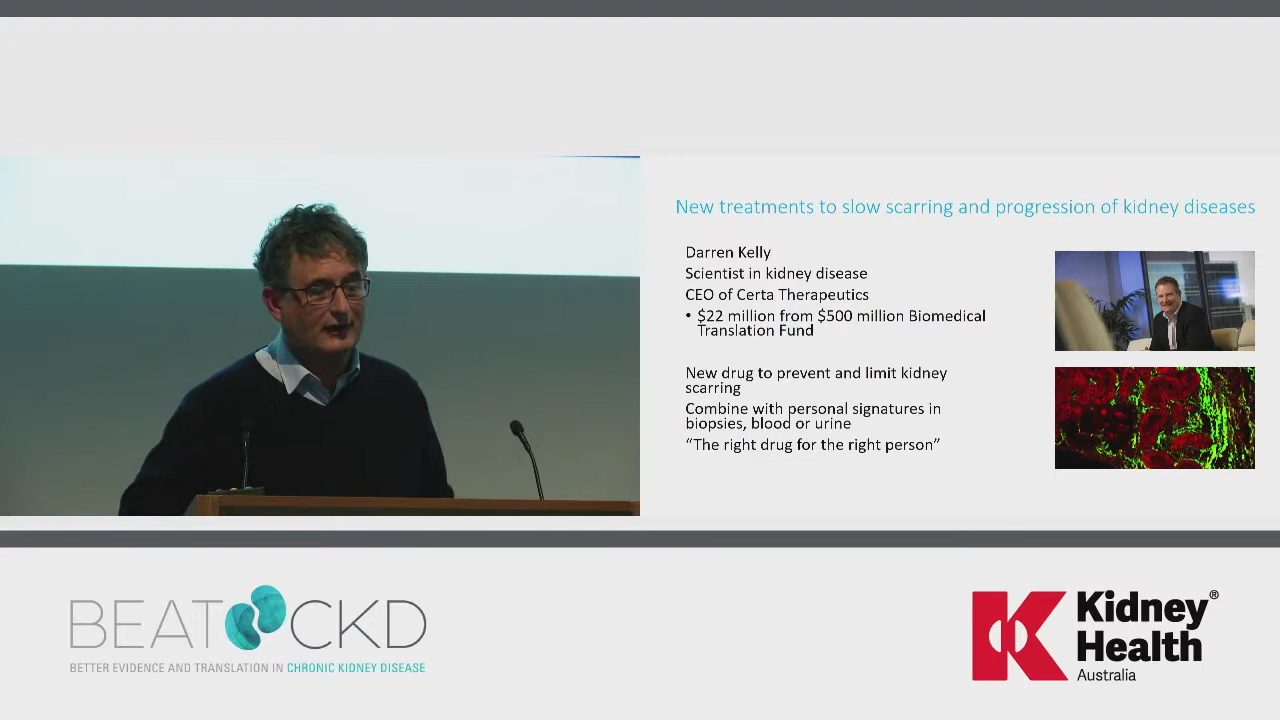 New treatments to slow scarring and progression of kidney diseases
Darren Kelly
Scientist in kidney disease
CEO of Certa Therapeutics
• $22 million from $500 million Biomedical
Translation Fund
New drug to prevent and limit kidney
scarring
Combine with personal signatures in
biopsies, blood or urine
“The right drug for the right person”
BEAT CKD
BETTER EVIDENCE AND TRANSLATION IN CHRONIC KIDNEY DISEASE
Kidney®
Health
Australia